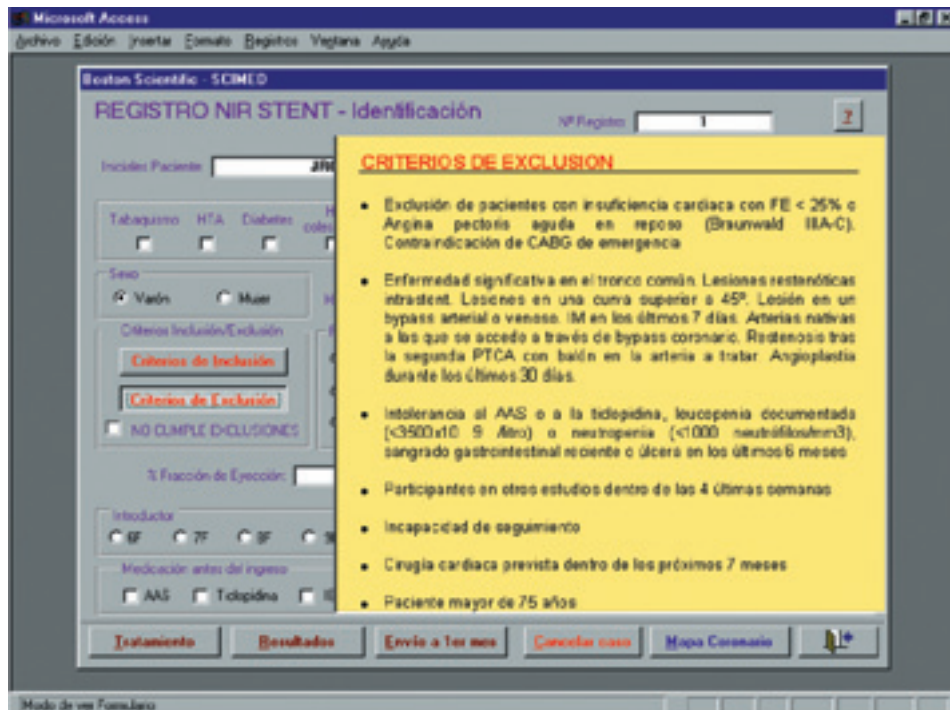 Microsoft Access
Archivo Edición Insertar Formato Registros Ventana Ayuda
Boston Scientific - SCIMED
REGISTRO NIR STENT - Identificación
Nº Registro 1
?
Iniciales Paciente
Tabaquismo HTA Diabetes
Sexo
Varón Mujer
Criterios Inclusión/Exclusión
Criterios de Inclusión
Criterios de Exclusión
NO CUMPLE EXCLUSIONES
% Fracción de Eyección:
Introductor
6F 7F 8F
Medicación antes del ingreso
AAS Ticlopidina
CRITERIOS DE EXCLUSION
• Exclusión de pacientes con insuficiencia cardiaca con FE < 25% o
Angina pectoris aguda en reposo (Braunwald IIIA-C).
Contraindicación de CABG de emergencia
• Enfermedad significativa en el tronco común. Lesiones restenóticas
intrastent. Lesiones en una curva superior a 45º. Lesión en un
bypass arterial o venoso. IM en los últimos 7 días. Arterias nativas
a las que se accede a través de bypass coronario. Restenosis tras
la segunda PTCA con balón en la arteria a tratar. Angioplastia
durante los últimos 30 días.
• Intolerancia al AAS o a la ticlopidina, leucopenia documentada
(<3500x10 9 /litro) o neutropenia (<1000 neutrófilos/mm3),
sangrado gastrointestinal reciente o úlcera en los últimos 6 meses
• Participantes en otros estudios dentro de las 4 últimas semanas
• Incapacidad de seguimiento
• Cirugía cardiaca prevista dentro de los próximos 7 meses
• Paciente mayor de 75 años
Tratamiento Resultados Envío a 1er mes Cancelar caso Mapa Coronario
Modo de ver Formulario